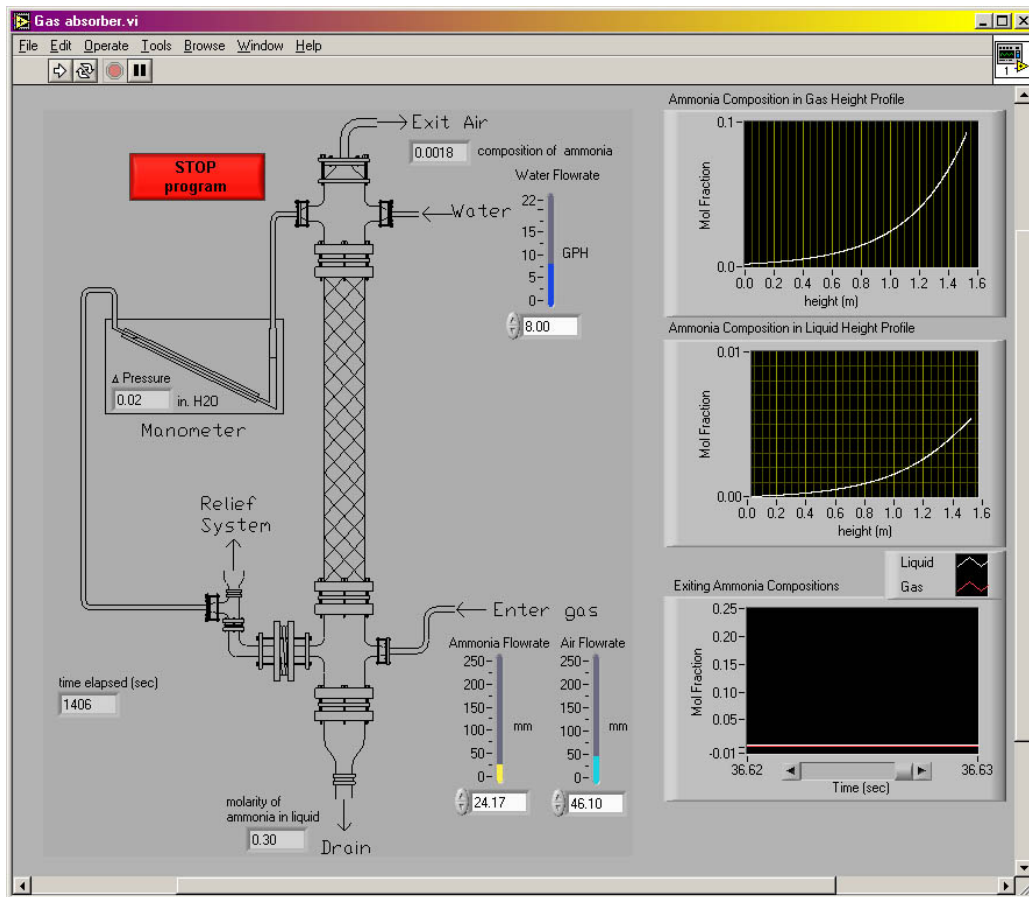 Gas absorber.vi
File Edit Operate Tools Browse Window Help
1
STOP
program
Exit Air
0.0018 composition of ammonia
Water Flowrate
Water
22
15
10
5
0
GPH
8.00
Δ Pressure
0.02 in. H2O
Manometer
Relief
System
Enter gas
Ammonia Flowrate
250
200
150
100
50
0
mm
24.17
Air Flowrate
250
200
150
100
50
0
mm
46.10
time elapsed (sec)
1406
molarity of
ammonia in liquid
0.30
Drain
Ammonia Composition in Gas Height Profile
0.1
Mol Fraction
0.0
0.0 0.2 0.4 0.6 0.8 1.0 1.2 1.4 1.6
height (m)
Ammonia Composition in Liquid Height Profile
0.01
Mol Fraction
0.00
0.0 0.2 0.4 0.6 0.8 1.0 1.2 1.4 1.6
height (m)
Liquid
Gas
Exiting Ammonia Compositions
0.25
0.20
0.15
0.10
0.05
-0.01
Mol Fraction
36.62 36.63
Time (sec)